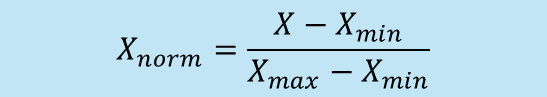 X_norm = (X − X_min) / (X_max − X_min)